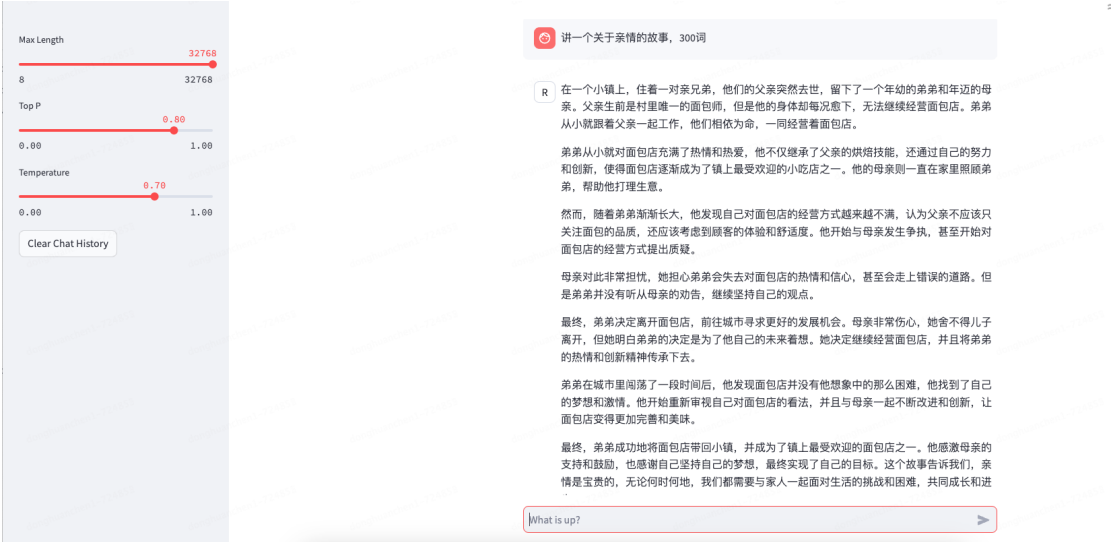 Max Length
32768
8 32768
Top P
0.80
0.00 1.00
Temperature
0.70
0.00 1.00
Clear Chat History
讲一个关于亲情的故事，300词
R
在一个小镇上，住着一对亲兄弟，他们的父亲突然去世，留下了一个年幼的弟弟和年迈的母
亲。父亲生前是村里唯一的面包师，但是他的身体却每况愈下，无法继续经营面包店。弟弟
从小就跟着父亲一起工作，他们相依为命，一同经营着面包店。
弟弟从小就对面包店充满了热情和热爱，他不仅继承了父亲的烘焙技能，还通过自己的努力
和创新，使得面包店逐渐成为了镇上最受欢迎的小吃店之一。他的母亲则一直在家里照顾弟
弟，帮助他打理生意。
然而，随着弟弟渐渐长大，他发现自己对面包店的经营方式越来越不满，认为父亲不应该只
关注面包的品质，还应该考虑到顾客的体验和舒适度。他开始与母亲发生争执，甚至开始对
面包店的经营方式提出质疑。
母亲对此非常担忧，她担心弟弟会失去对面包店的热情和信心，甚至会走上错误的道路。但
是弟弟并没有听从母亲的劝告，继续坚持自己的观点。
最终，弟弟决定离开面包店，前往城市寻求更好的发展机会。母亲非常伤心，她舍不得儿子
离开，但她明白弟弟的决定是为了他自己的未来着想。她决定继续经营面包店，并且将弟弟
的热情和创新精神传承下去。
弟弟在城市里闯荡了一段时间后，他发现面包店并没有他想象中的那么困难，他找到了自己
的梦想和激情。他开始重新审视自己对面包店的看法，并且与母亲一起不断改进和创新，让
面包店变得更加完善和美味。
最终，弟弟成功地将面包店带回小镇，并成为了镇上最受欢迎的面包店之一。他感激母亲的
支持和鼓励，也感谢自己坚持自己的梦想，最终实现了自己的目标。这个故事告诉我们，亲
情是宝贵的，无论何时何地，我们都需要与家人一起面对生活的挑战和困难，共同成长和进
What is up?